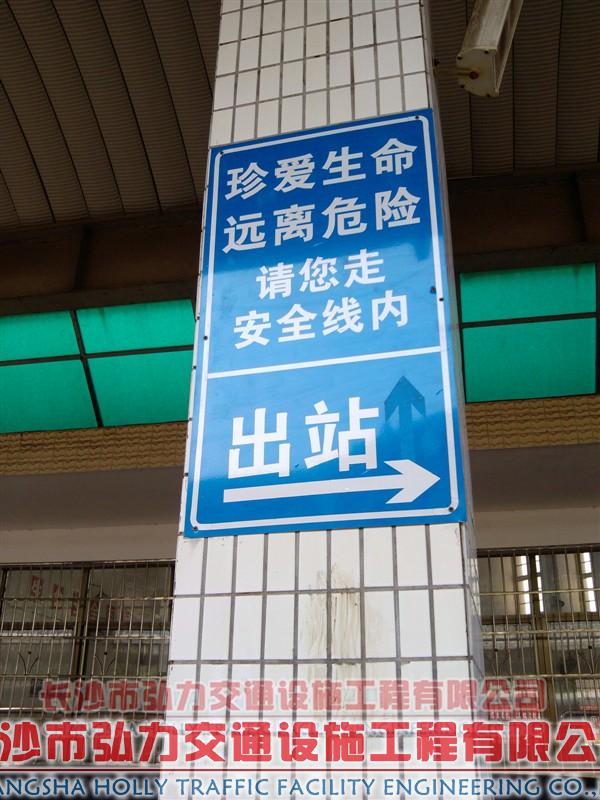 珍爱生命
远离危险
请您走
安全线内
出站
长沙市弘力交通设施工程有限公司
沙市弘力交通设施工程有限公
ANGSHA HOLLY TRAFFIC FACILITY ENGINEERING CO.,